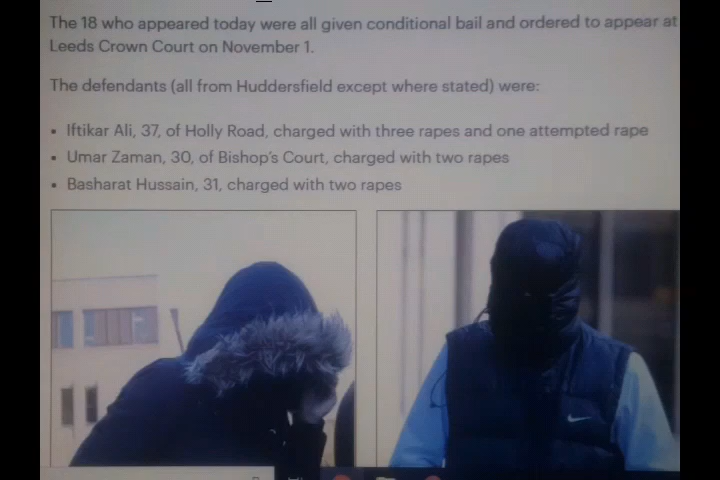 The 18 who appeared today were all given conditional bail and ordered to appear at
Leeds Crown Court on November 1.
The defendants (all from Huddersfield except where stated) were:
• Iftikar Ali, 37, of Holly Road, charged with three rapes and one attempted rape
• Umar Zaman, 30, of Bishop's Court, charged with two rapes
• Basharat Hussain, 31, charged with two rapes